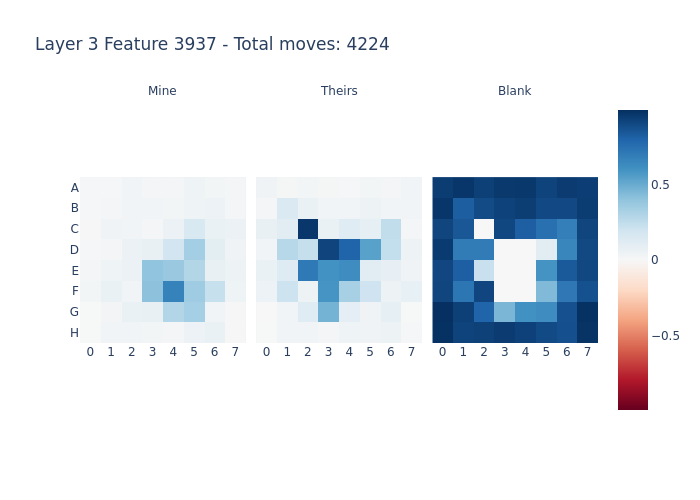 Layer 3 Feature 3937 - Total moves: 4224
Mine Theirs Blank
A
B
C
D
E
F
G
H
0 1 2 3 4 5 6 7 0 1 2 3 4 5 6 7 0 1 2 3 4 5 6 7
0.5
0
−0.5